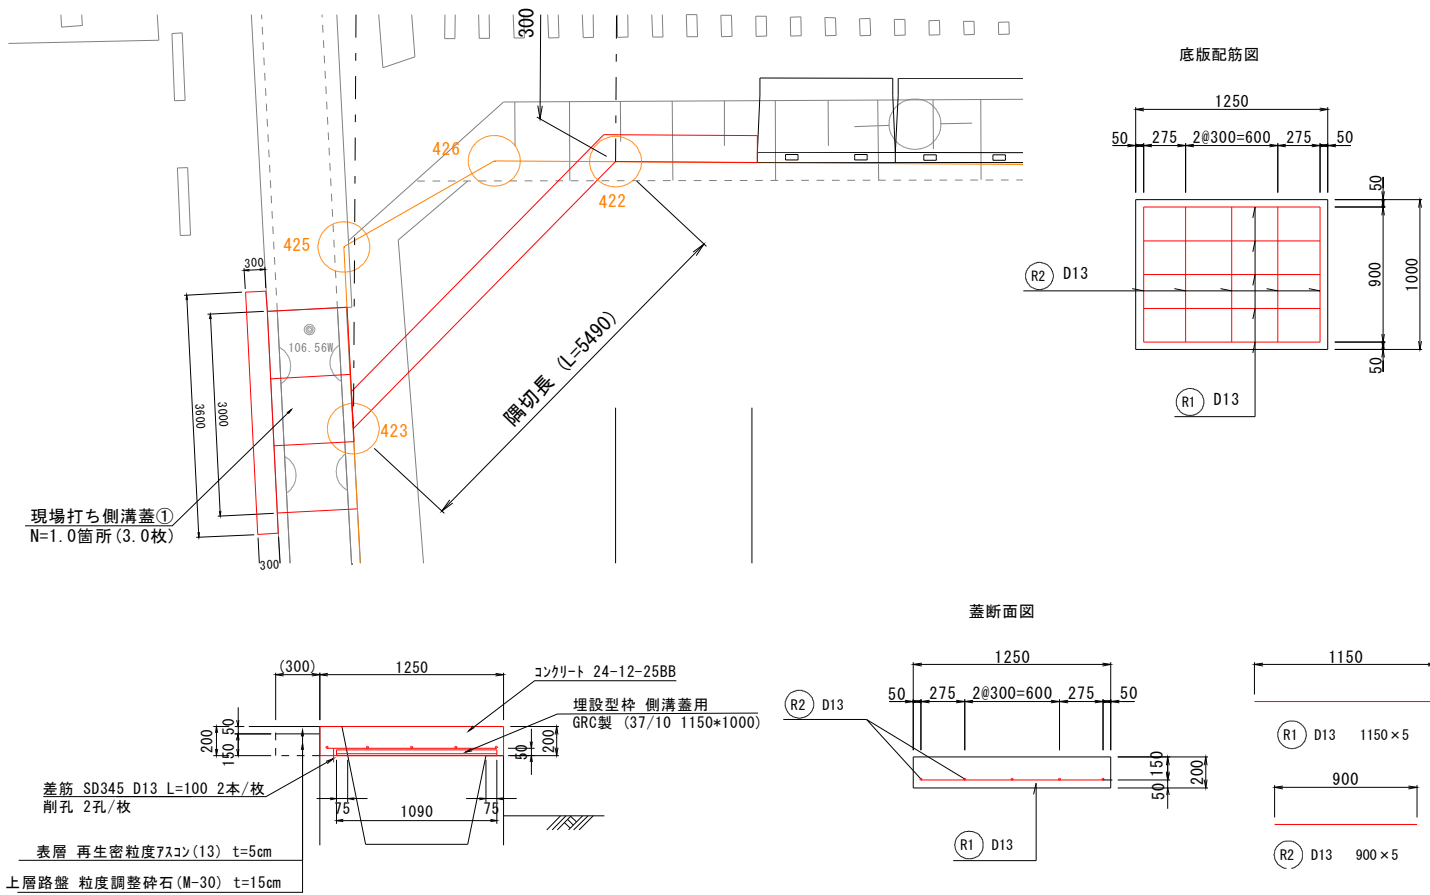 300
426
422
425
423
300
106.56W
3600
3000
300
隅切長 (L=5490)
現場打ち側溝蓋①
N=1.0箇所(3.0枚)
底版配筋図
1250
50 275 2@300=600 275 50
50
900
1000
50
R2 D13
R1 D13
(300) 1250
コンクリート 24-12-25BB
埋設型枠 側溝蓋用
GRC製 (37/10 1150*1000)
200
50
150
50
200
差筋 SD345 D13 L=100 2本/枚
削孔 2孔/枚
75 1090 75
表層 再生密粒度アスコン(13) t=5cm
上層路盤 粒度調整砕石(M-30) t=15cm
蓋断面図
1250
50 275 2@300=600 275 50
R2 D13
150
50
200
R1 D13
1150
R1 D13 1150×5
900
R2 D13 900×5